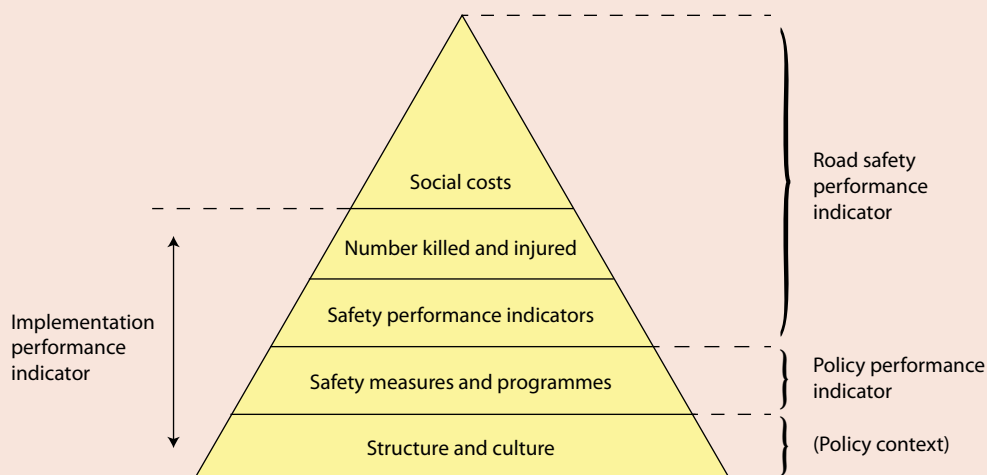 Social costs
Number killed and injured
Safety performance indicators
Safety measures and programmes
Structure and culture
Implementation
performance
indicator
Road safety
performance
indicator
Policy performance
indicator
(Policy context)